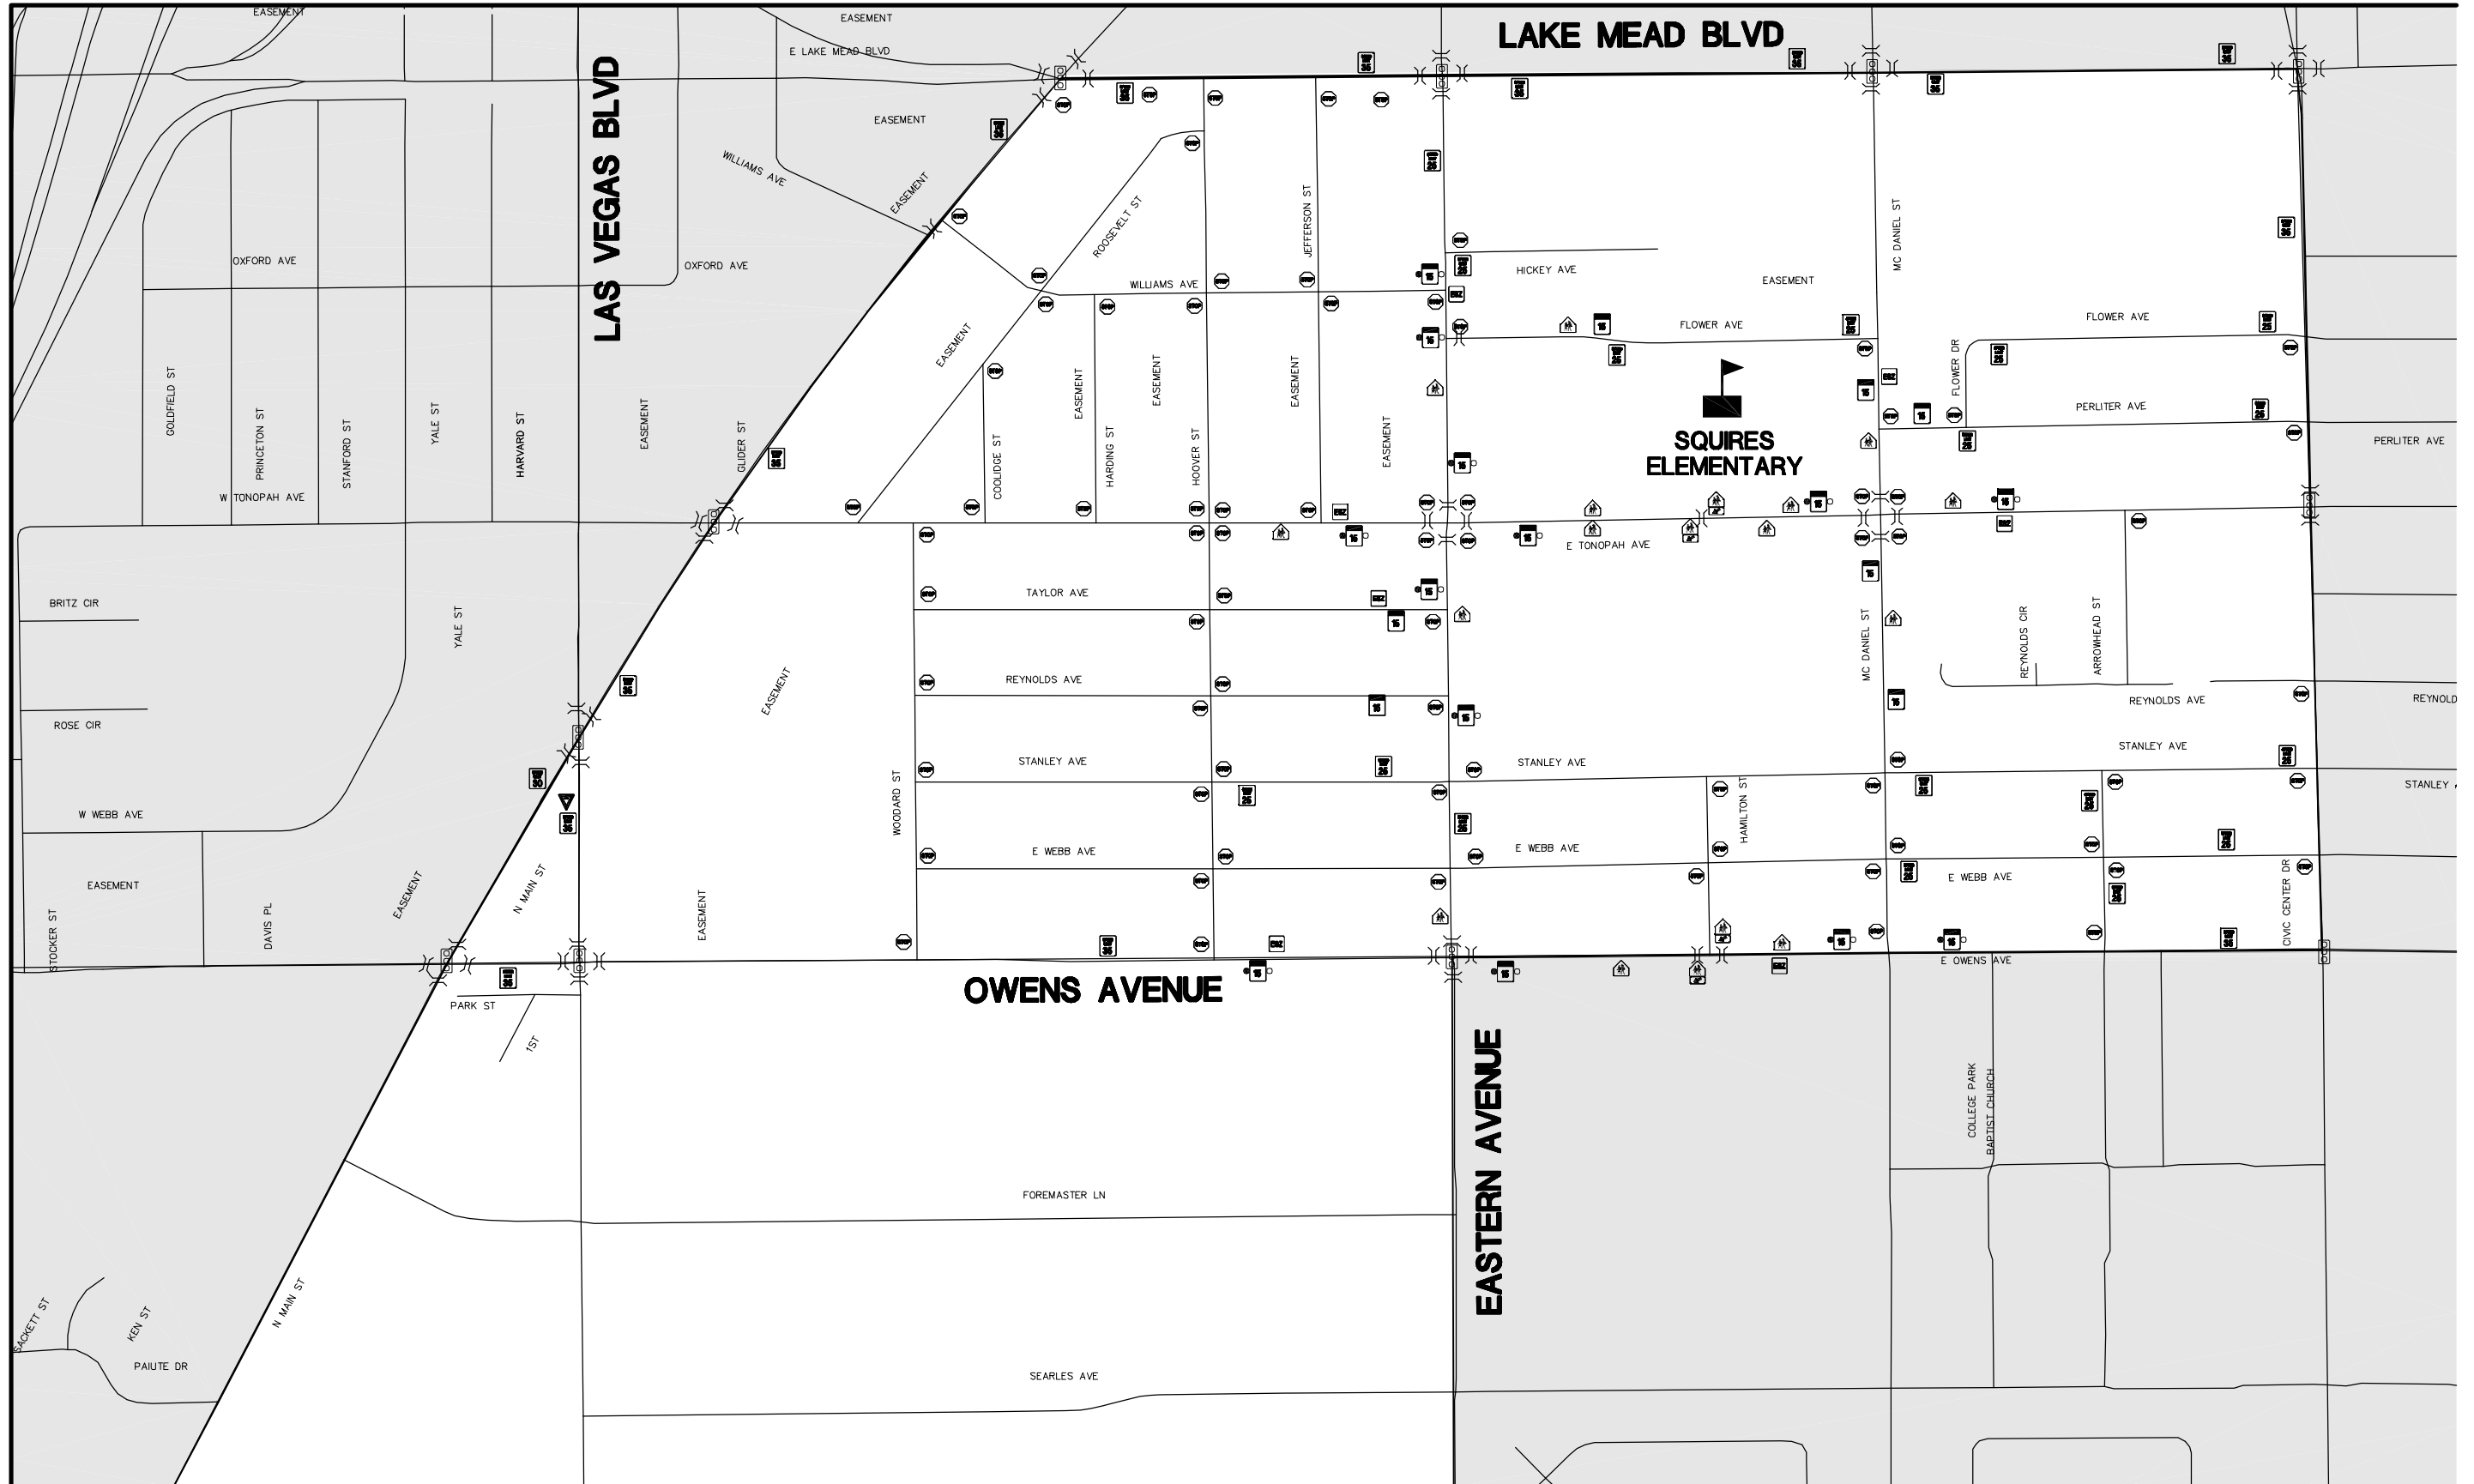 EASEMENT
EASEMENT
LAKE MEAD BLVD
E LAKE MEAD BLVD
LAS VEGAS BLVD
EASEMENT
WILLIAMS AVE
EASEMENT
ROOSEVELT ST
JEFFERSON ST
MC DANIEL ST
OXFORD AVE
OXFORD AVE
HICKEY AVE
WILLIAMS AVE
EASEMENT
FLOWER AVE
FLOWER AVE
EASEMENT
EASEMENT
EASEMENT
EASEMENT
FLOWER DR
GOLDFIELD ST
PRINCETON ST
STANFORD ST
YALE ST
HARVARD ST
EASEMENT
GLIDER ST
COOLIDGE ST
HARDING ST
HOOVER ST
EASEMENT
PERLITER AVE
PERLITER AVE
SQUIRES
ELEMENTARY
W TONOPAH AVE
E TONOPAH AVE
BRITZ CIR
YALE ST
TAYLOR AVE
MC DANIEL ST
REYNOLDS CIR
ARROWHEAD ST
EASEMENT
REYNOLDS AVE
REYNOLDS AVE
REYNOLD
ROSE CIR
STANLEY AVE
STANLEY AVE
STANLEY AVE
STANLEY
WOODARD ST
HAMILTON ST
W WEBB AVE
E WEBB AVE
E WEBB AVE
E WEBB AVE
EASEMENT
EASEMENT
N MAIN ST
EASEMENT
STOCKER ST
DAVIS PL
CIVIC CENTER DR
E OWENS AVE
OWENS AVENUE
PARK ST
1ST
EASTERN AVENUE
COLLEGE PARK
BAPTIST CHURCH
FOREMASTER LN
SACKETT ST
KEN ST
N MAIN ST
PAIUTE DR
SEARLES AVE
STOP
15
35
25
30